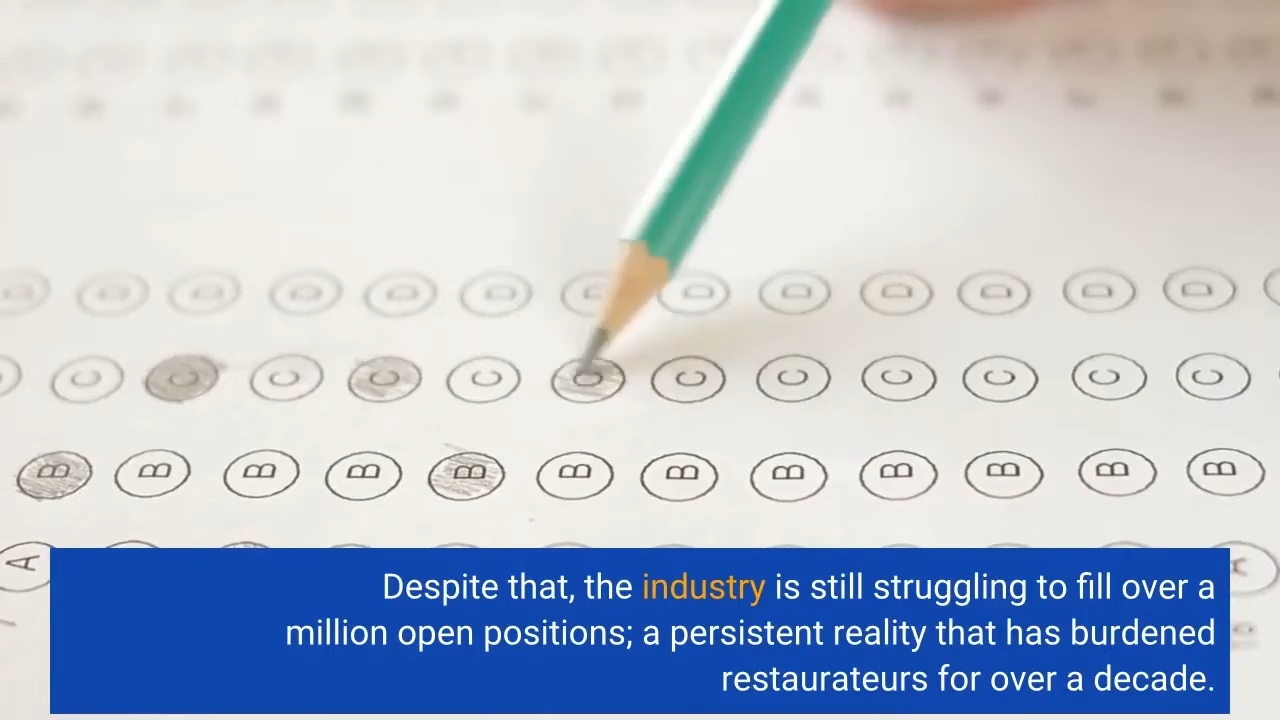 D D D D D D D D D D D
C C C C C C C C C C C C
B B B B B B B B B B B B
A
Despite that, the industry is still struggling to fill over a
million open positions; a persistent reality that has burdened
restaurateurs for over a decade.